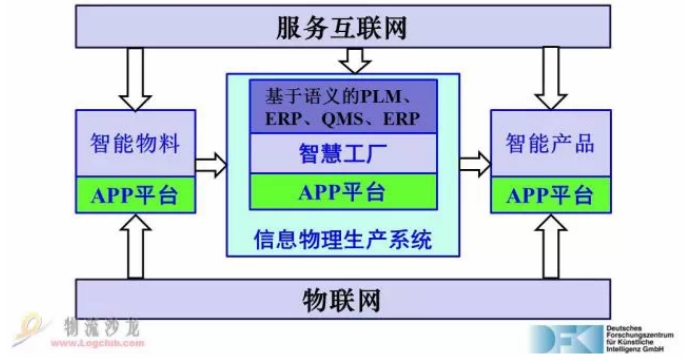 服务互联网
基于语义的PLM、
ERP、QMS、ERP
智能物料
智慧工厂
智能产品
APP平台
APP平台
APP平台
信息物理生产系统
物联网
物流沙龙
www.Logclub.com
DFKI
Deutsches
Forschungszentrum
für Künstliche
Intelligenz GmbH